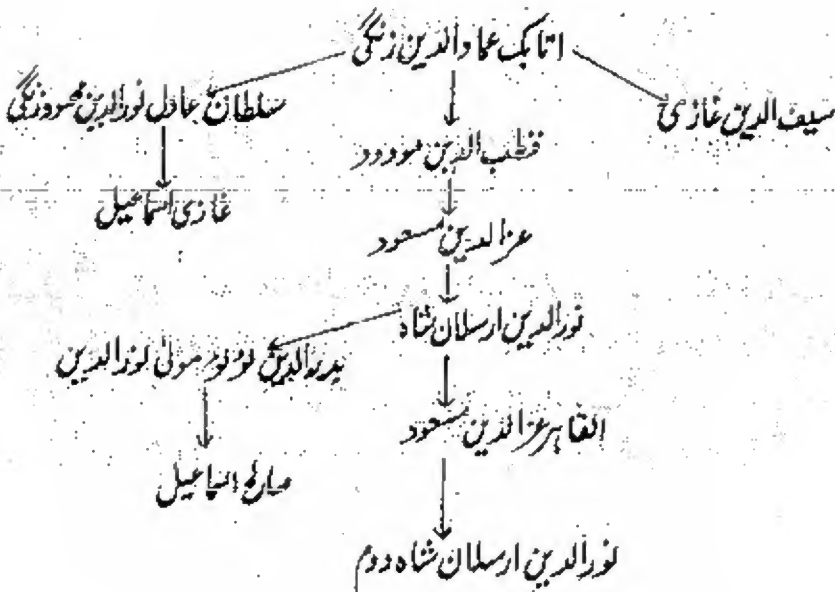 اتابک عماد الدین زنگی
سیف الدین غازی
سلطان عادل نور الدین محمود زنگی
قطب الدین مودود
غازی اسماعیل
عز الدین مسعود
نور الدین ارسلان شاہ
بدر الدین لؤلؤ مولیٰ نور الدین
القاہر عز الدین مسعود
صالح اسماعیل
نور الدین ارسلان شاہ دوم